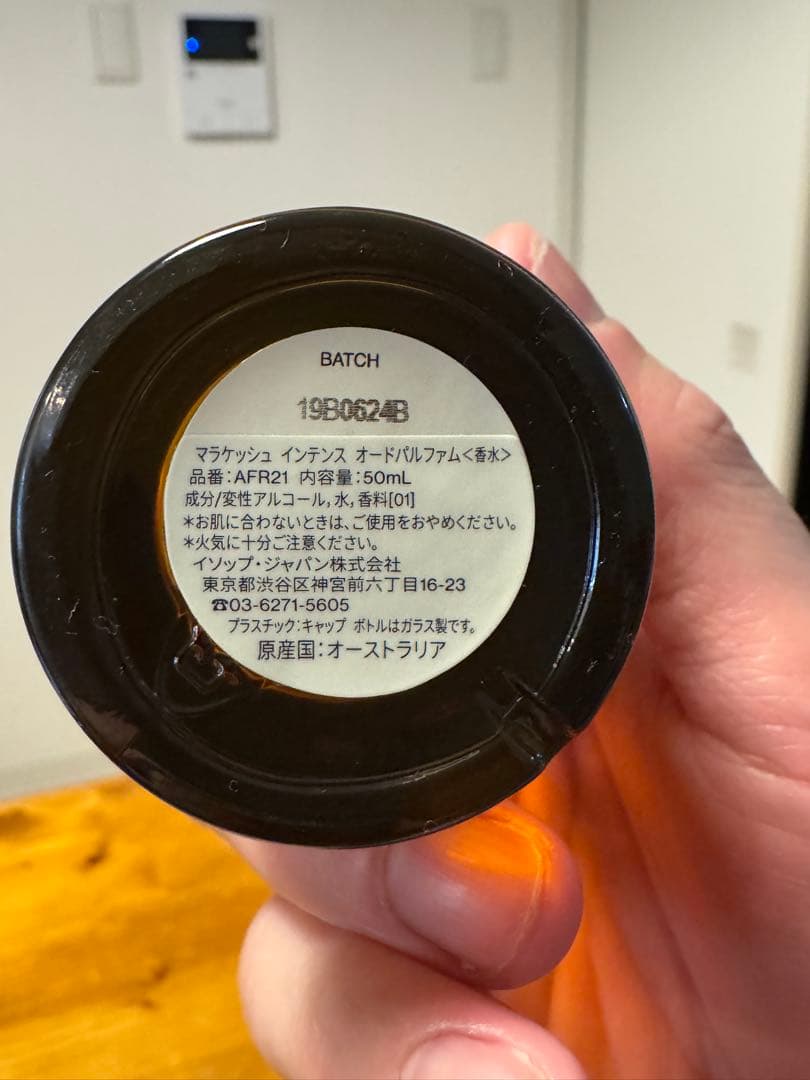 BATCH
19B0624B
マラケッシュ インテンス オードパルファム<香水>
品番:AFR21 内容量:50mL
成分/変性アルコール,水,香料[01]
*お肌に合わないときは、ご使用をおやめください。
*火気に十分ご注意ください。
イソップ・ジャパン株式会社
東京都渋谷区神宮前六丁目16-23
☎03-6271-5605
プラスチック:キャップ ボトルはガラス製です。
原産国:オーストラリア